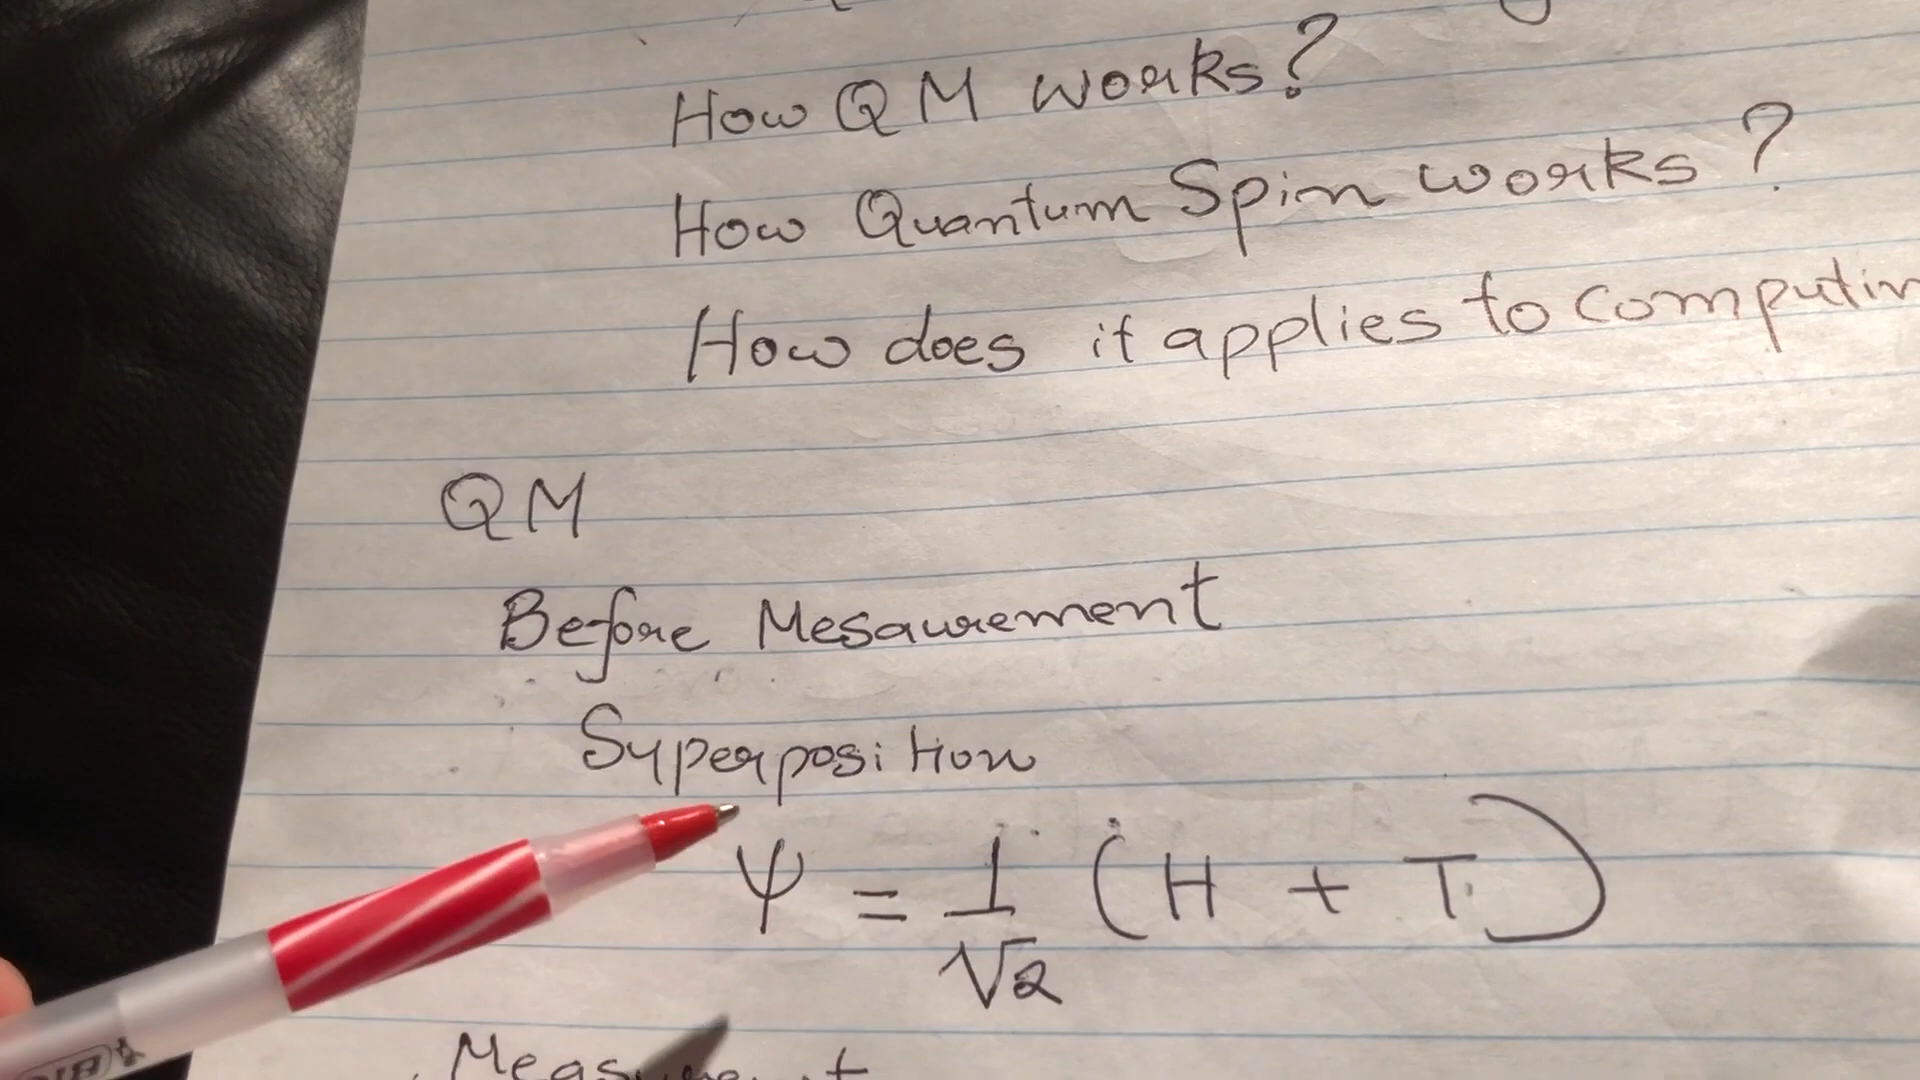 How QM works?
How Quantum Spin works?
How does it applies to computin
QM
Before Mesaurement
Superposition
Ψ = 1/√2 (H + T)
BIC